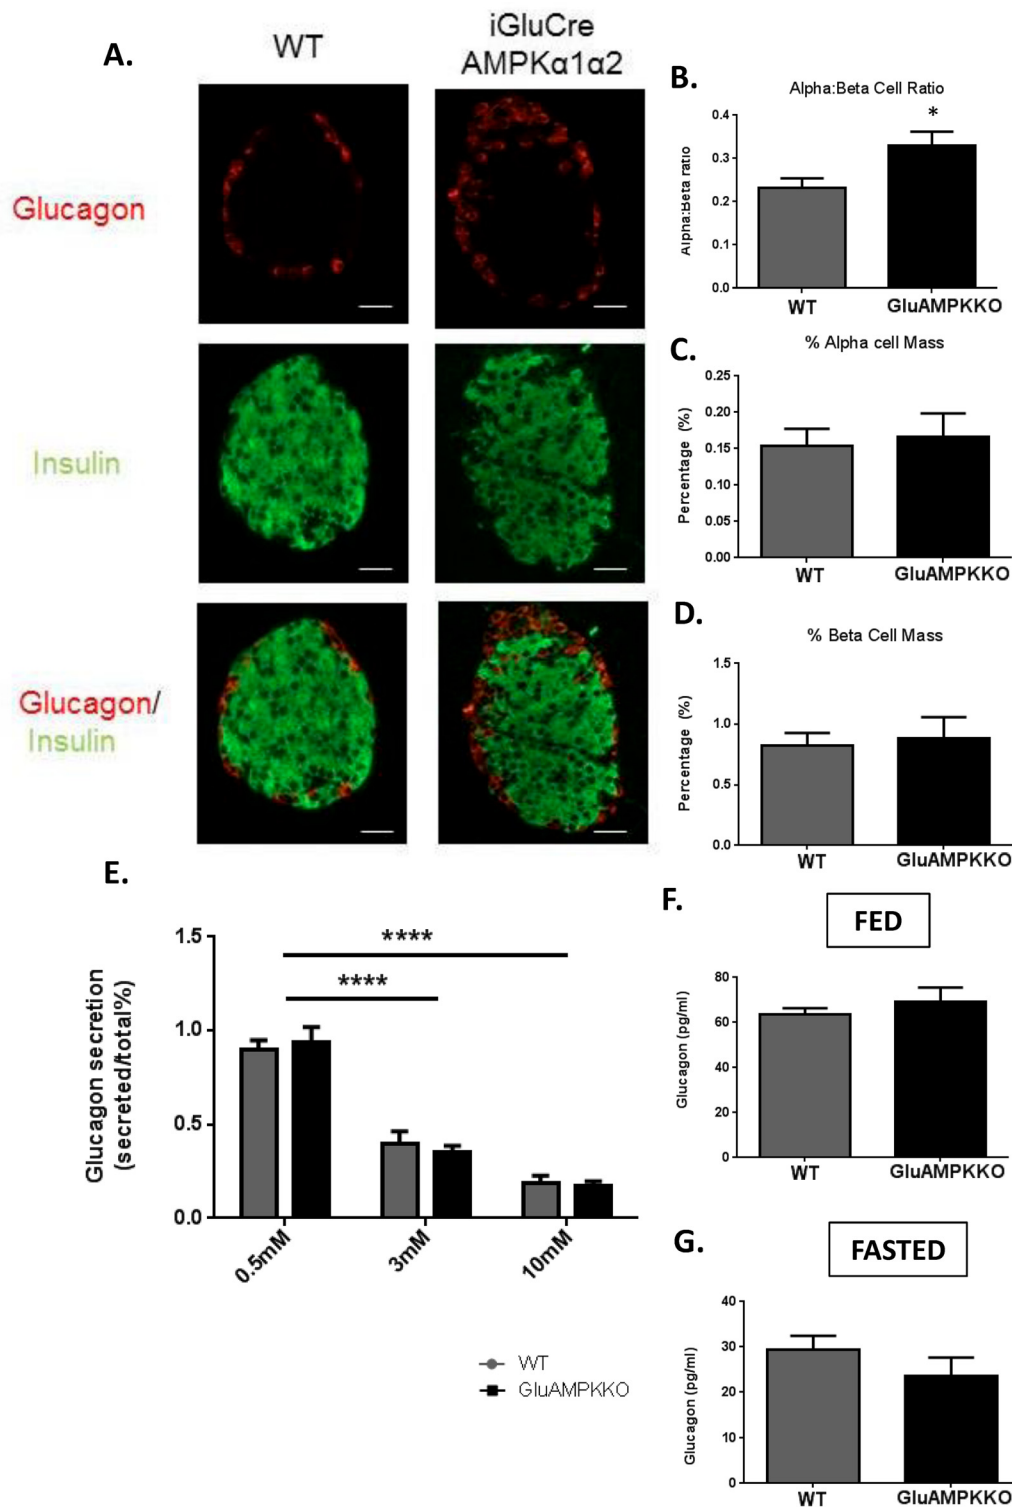 A.
WT
iGluCre
AMPKα1α2
Glucagon
Insulin
Glucagon/
Insulin
B.
Alpha:Beta Cell Ratio
*
Alpha:Beta ratio
0.4
0.3
0.2
0.1
0.0
WT
GluAMPKKO
C.
% Alpha cell Mass
Percentage (%)
0.25
0.20
0.15
0.10
0.05
0.00
WT
GluAMPKKO
D.
% Beta Cell Mass
Percentage (%)
1.5
1.0
0.5
0.0
WT
GluAMPKKO
E.
Glucagon secretion
(secreted/total%)
1.5
1.0
0.5
0.0
****
****
0.5mM
3mM
10mM
WT
GluAMPKKO
F.
FED
Glucagon (pg/ml)
80
60
40
20
0
WT
GluAMPKKO
G.
FASTED
Glucagon (pg/ml)
40
30
20
10
0
WT
GluAMPKKO